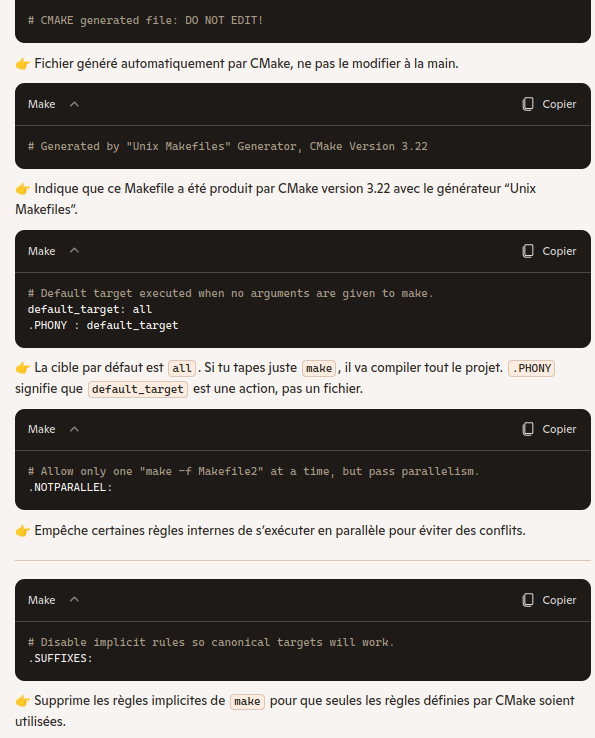 # CMAKE generated file: DO NOT EDIT!
👉 Fichier généré automatiquement par CMake, ne pas le modifier à la main.
Make Copier
# Generated by "Unix Makefiles" Generator, CMake Version 3.22
👉 Indique que ce Makefile a été produit par CMake version 3.22 avec le générateur “Unix
Makefiles”.
Make Copier
# Default target executed when no arguments are given to make.
default_target: all
.PHONY : default_target
👉 La cible par défaut est all. Si tu tapes juste make, il va compiler tout le projet. .PHONY
signifie que default_target est une action, pas un fichier.
Make Copier
# Allow only one "make -f Makefile2" at a time, but pass parallelism.
.NOTPARALLEL:
👉 Empêche certaines règles internes de s’exécuter en parallèle pour éviter des conflits.
Make Copier
# Disable implicit rules so canonical targets will work.
.SUFFIXES:
👉 Supprime les règles implicites de make pour que seules les règles définies par CMake soient
utilisées.